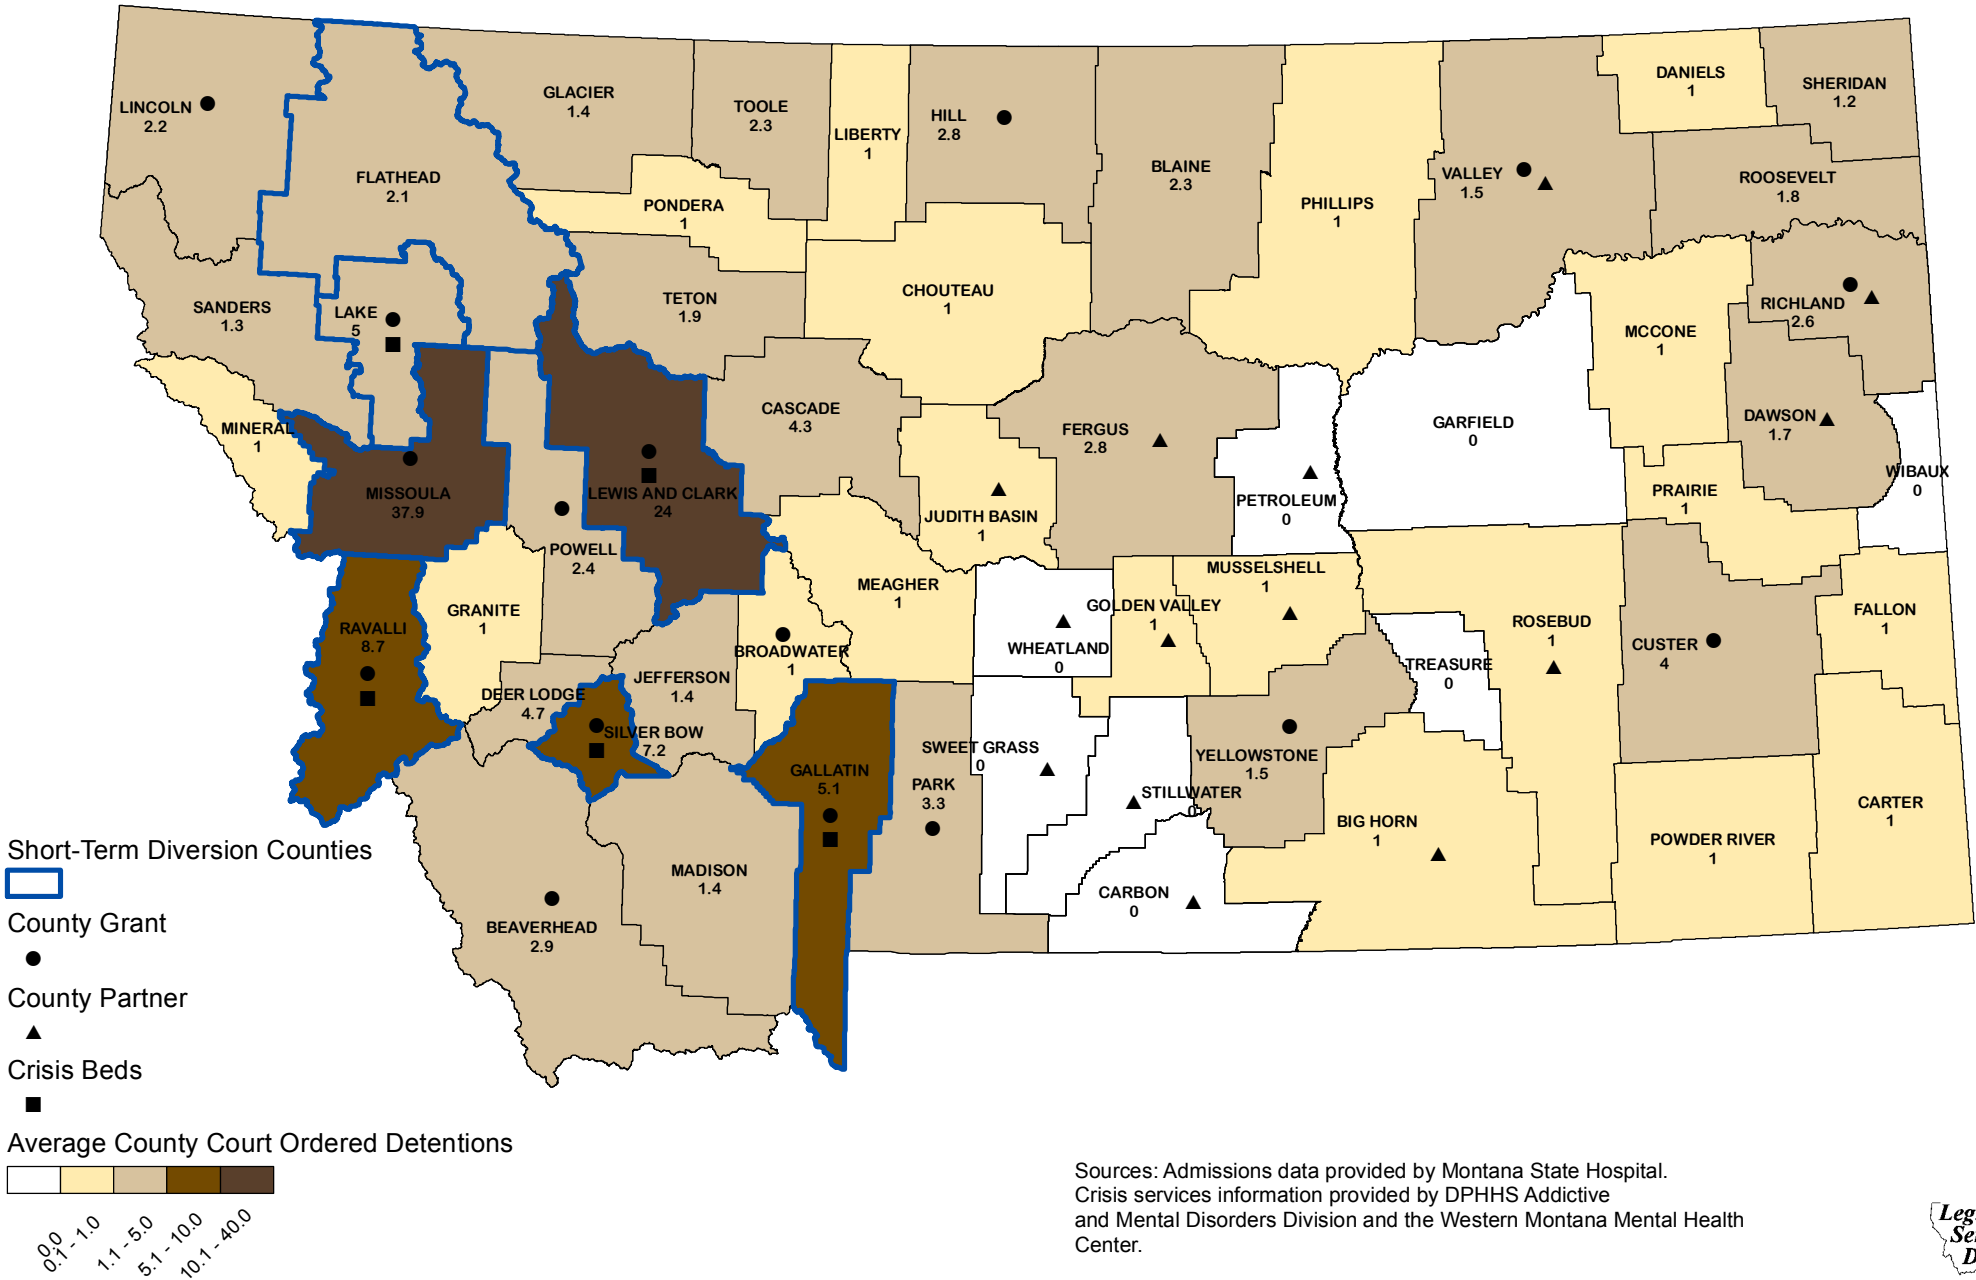 LINCOLN
2.2
FLATHEAD
2.1
GLACIER
1.4
TOOLE
2.3
LIBERTY
1
HILL
2.8
BLAINE
2.3
PHILLIPS
1
VALLEY
1.5
DANIELS
1
SHERIDAN
1.2
ROOSEVELT
1.8
PONDERA
1
SANDERS
1.3
LAKE
5
TETON
1.9
CHOUTEAU
1
MCCONE
1
RICHLAND
2.6
MINERAL
1
MISSOULA
37.9
POWELL
2.4
LEWIS AND CLARK
24
CASCADE
4.3
JUDITH BASIN
1
FERGUS
2.8
PETROLEUM
0
GARFIELD
0
DAWSON
1.7
WIBAUX
0
PRAIRIE
1
RAVALLI
8.7
GRANITE
1
MEAGHER
1
WHEATLAND
0
GOLDEN VALLEY
1
MUSSELSHELL
1
ROSEBUD
1
TREASURE
0
CUSTER
4
FALLON
1
DEER LODGE
4.7
SILVER BOW
7.2
JEFFERSON
1.4
BROADWATER
1
GALLATIN
5.1
PARK
3.3
SWEET GRASS
0
STILLWATER
0
YELLOWSTONE
1.5
BIG HORN
1
POWDER RIVER
1
CARTER
1
CARBON
0
BEAVERHEAD
2.9
MADISON
1.4
Short-Term Diversion Counties
County Grant
County Partner
Crisis Beds
Average County Court Ordered Detentions
0.0
0.1 - 1.0
1.1 - 5.0
5.1 - 10.0
10.1 - 40.0
Sources: Admissions data provided by Montana State Hospital.
Crisis services information provided by DPHHS Addictive
and Mental Disorders Division and the Western Montana Mental Health
Center.